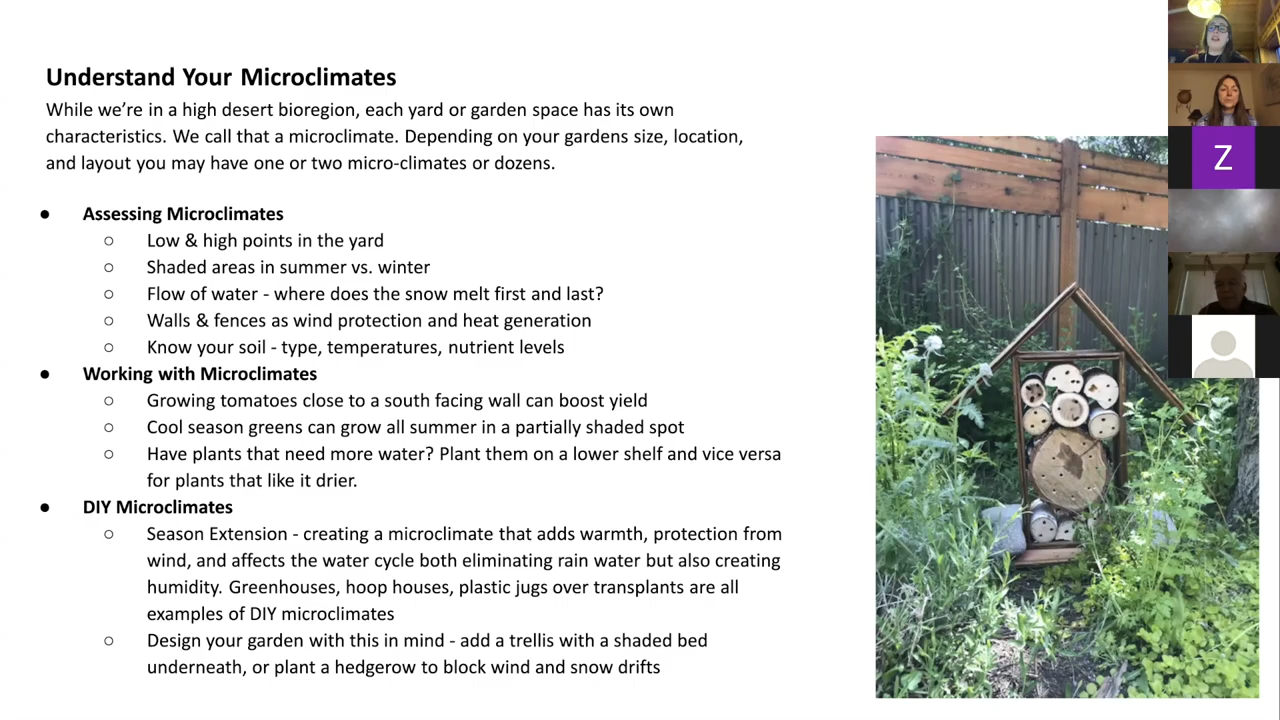 Understand Your Microclimates
While we’re in a high desert bioregion, each yard or garden space has its own
characteristics. We call that a microclimate. Depending on your gardens size, location,
and layout you may have one or two micro-climates or dozens.
● Assessing Microclimates
○ Low & high points in the yard
○ Shaded areas in summer vs. winter
○ Flow of water - where does the snow melt first and last?
○ Walls & fences as wind protection and heat generation
○ Know your soil - type, temperatures, nutrient levels
● Working with Microclimates
○ Growing tomatoes close to a south facing wall can boost yield
○ Cool season greens can grow all summer in a partially shaded spot
○ Have plants that need more water? Plant them on a lower shelf and vice versa
for plants that like it drier.
● DIY Microclimates
○ Season Extension - creating a microclimate that adds warmth, protection from
wind, and affects the water cycle both eliminating rain water but also creating
humidity. Greenhouses, hoop houses, plastic jugs over transplants are all
examples of DIY microclimates
○ Design your garden with this in mind - add a trellis with a shaded bed
underneath, or plant a hedgerow to block wind and snow drifts
Z